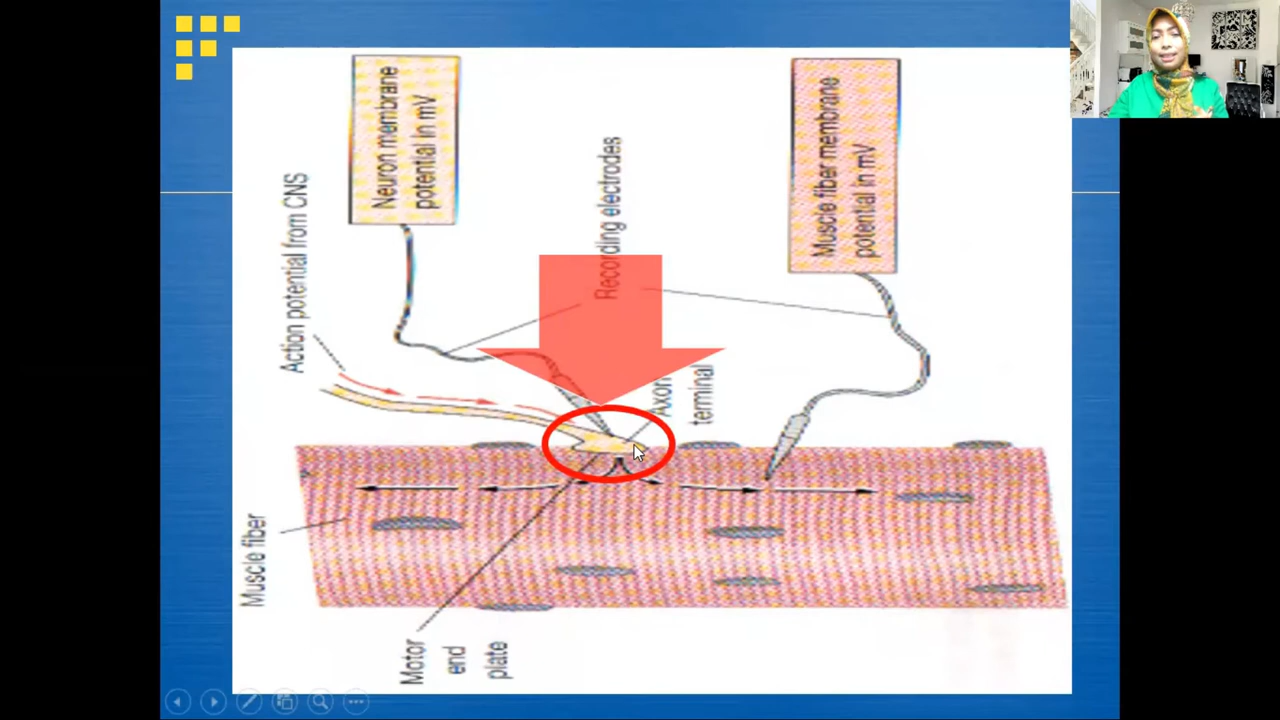 Neuron membrane
potential in mV
Muscle fiber membrane
potential in mV
Action potential from CNS
Recording electrodes
Axon
terminal
Muscle fiber
Motor
end
plate